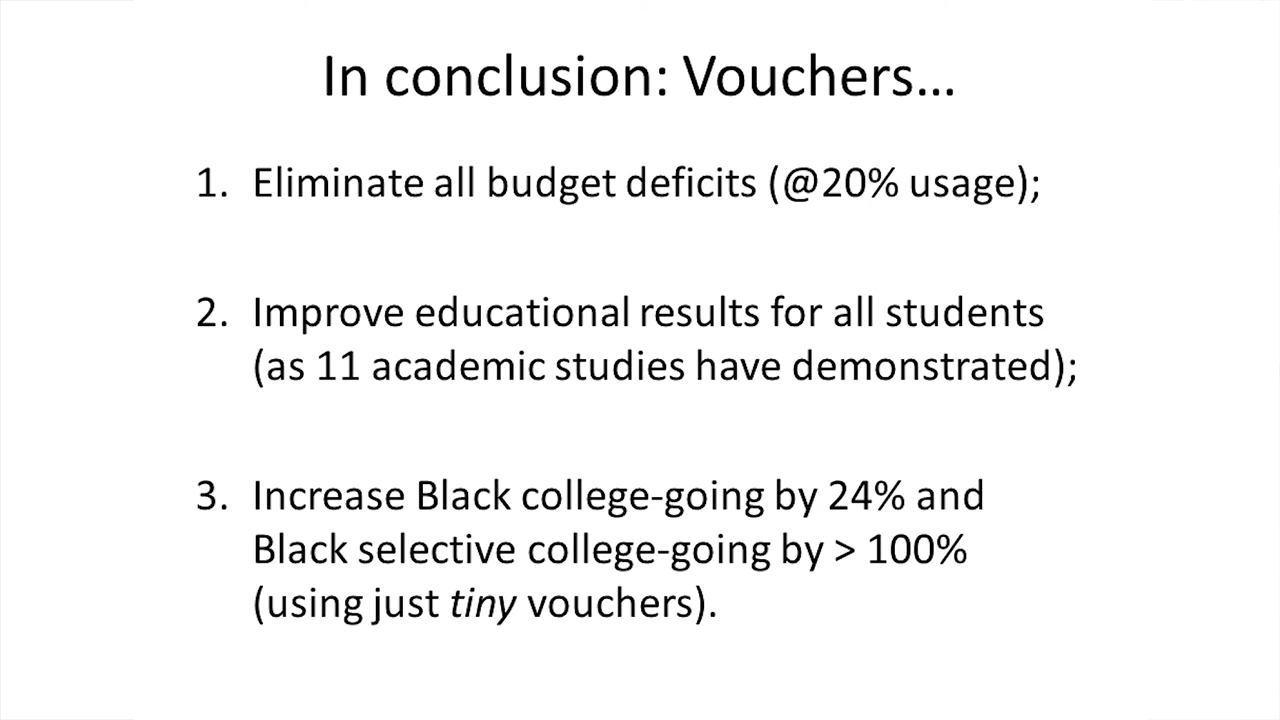 In conclusion: Vouchers…
1. Eliminate all budget deficits (@20% usage);
2. Improve educational results for all students
(as 11 academic studies have demonstrated);
3. Increase Black college-going by 24% and
Black selective college-going by > 100%
(using just tiny vouchers).